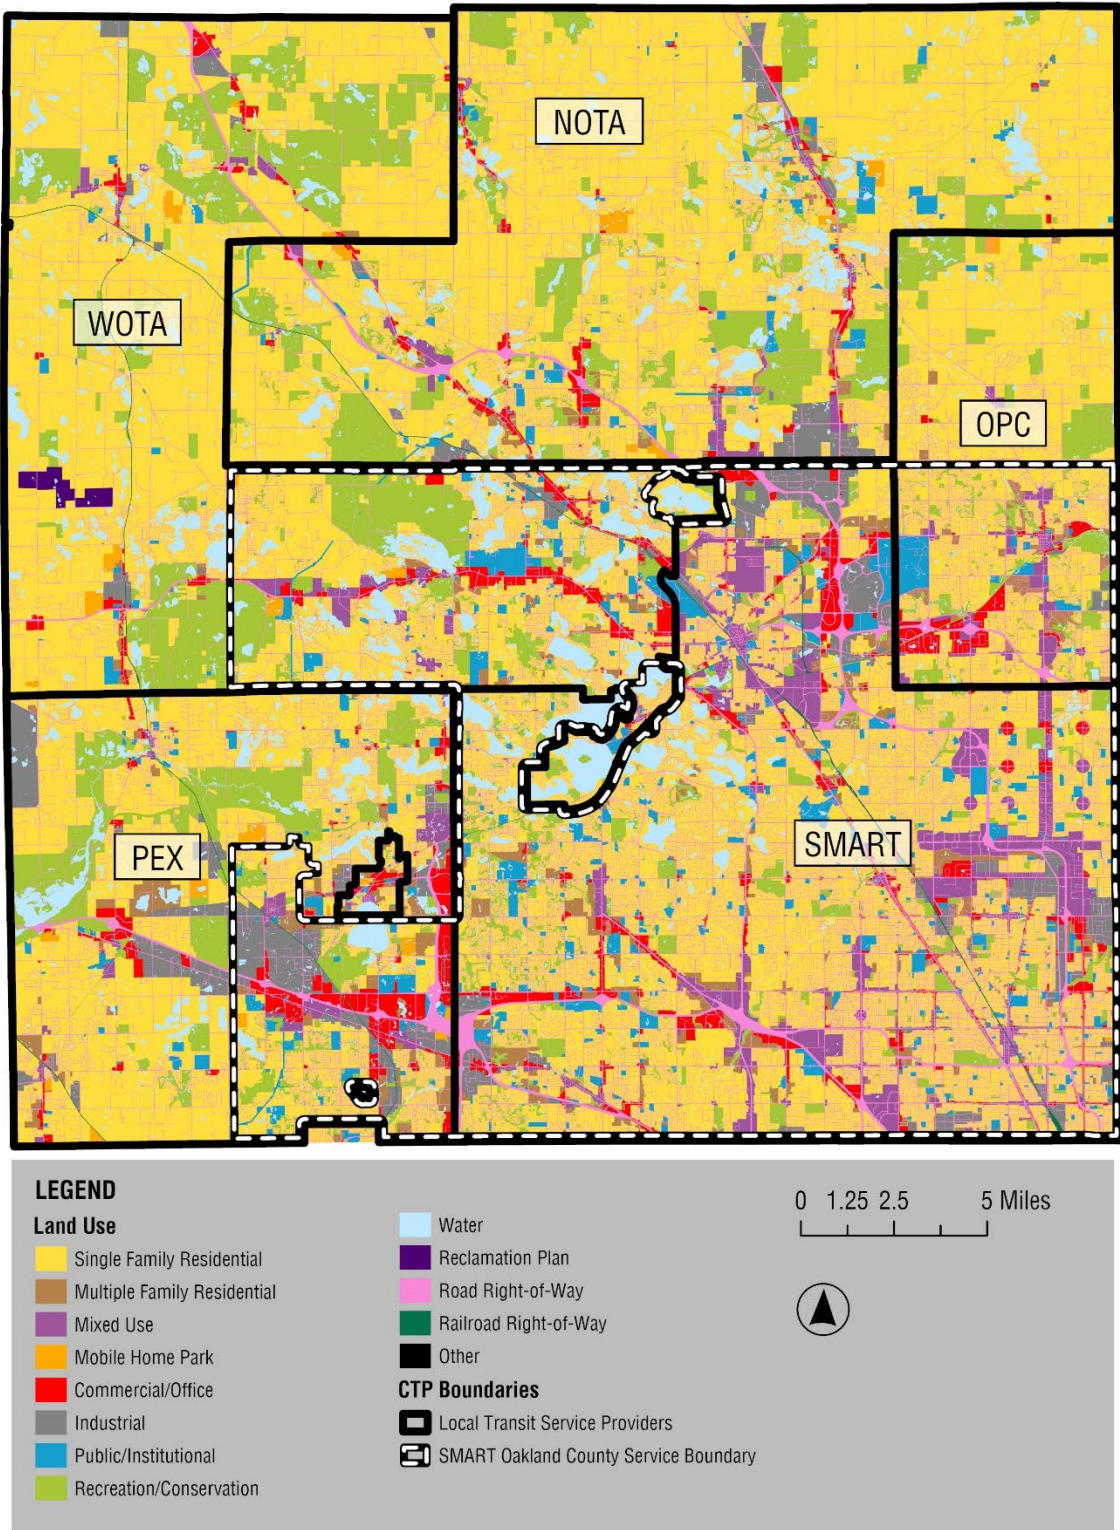 NOTA
WOTA
OPC
PEX
SMART
LEGEND
Land Use
Single Family Residential
Multiple Family Residential
Mixed Use
Mobile Home Park
Commercial/Office
Industrial
Public/Institutional
Recreation/Conservation
Water
Reclamation Plan
Road Right-of-Way
Railroad Right-of-Way
Other
CTP Boundaries
Local Transit Service Providers
SMART Oakland County Service Boundary
0 1.25 2.5 5 Miles